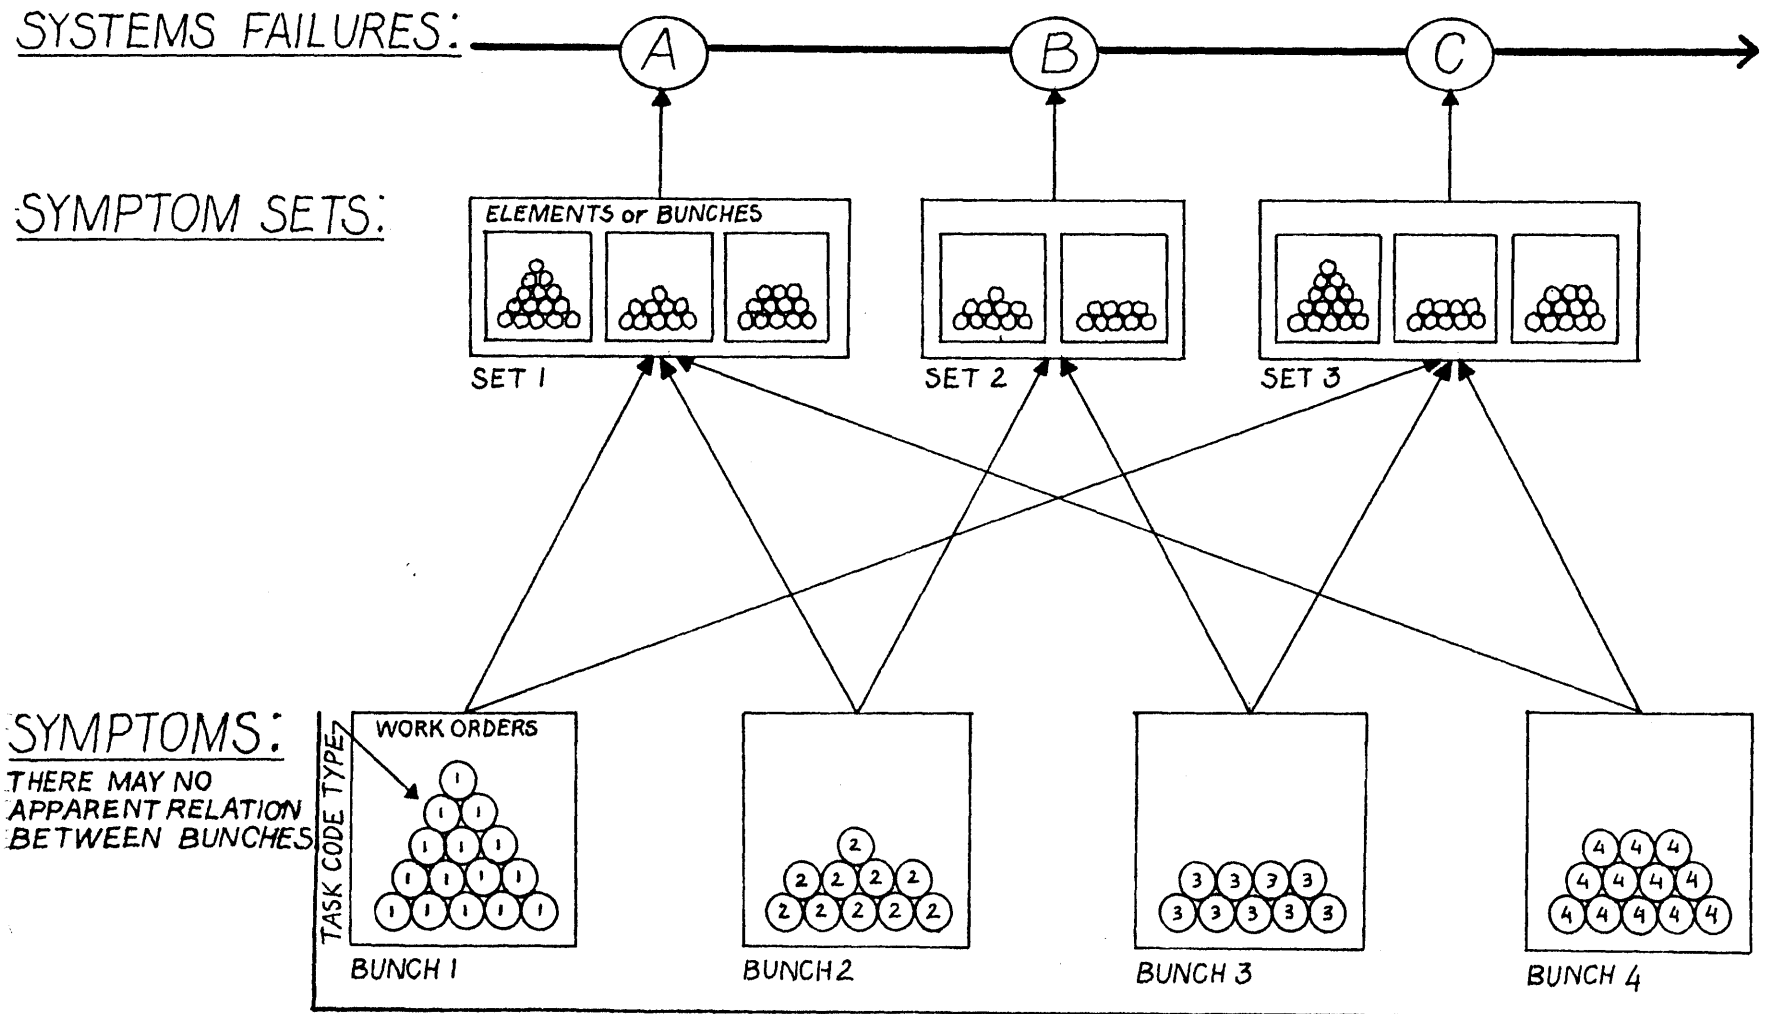 SYSTEMS FAILURES:
A
B
C
SYMPTOM SETS:
ELEMENTS or BUNCHES
SET 1
SET 2
SET 3
SYMPTOMS:
THERE MAY NO
APPARENT RELATION
BETWEEN BUNCHES
TASK CODE TYPE
WORK ORDERS
1
1 1
1 1 1
1 1 1 1
1 1 1 1 1
BUNCH 1
2
2 2 2 2
2 2 2 2 2
BUNCH 2
3 3 3 3
3 3 3 3 3
BUNCH 3
4 4 4
4 4 4 4
4 4 4 4 4
BUNCH 4